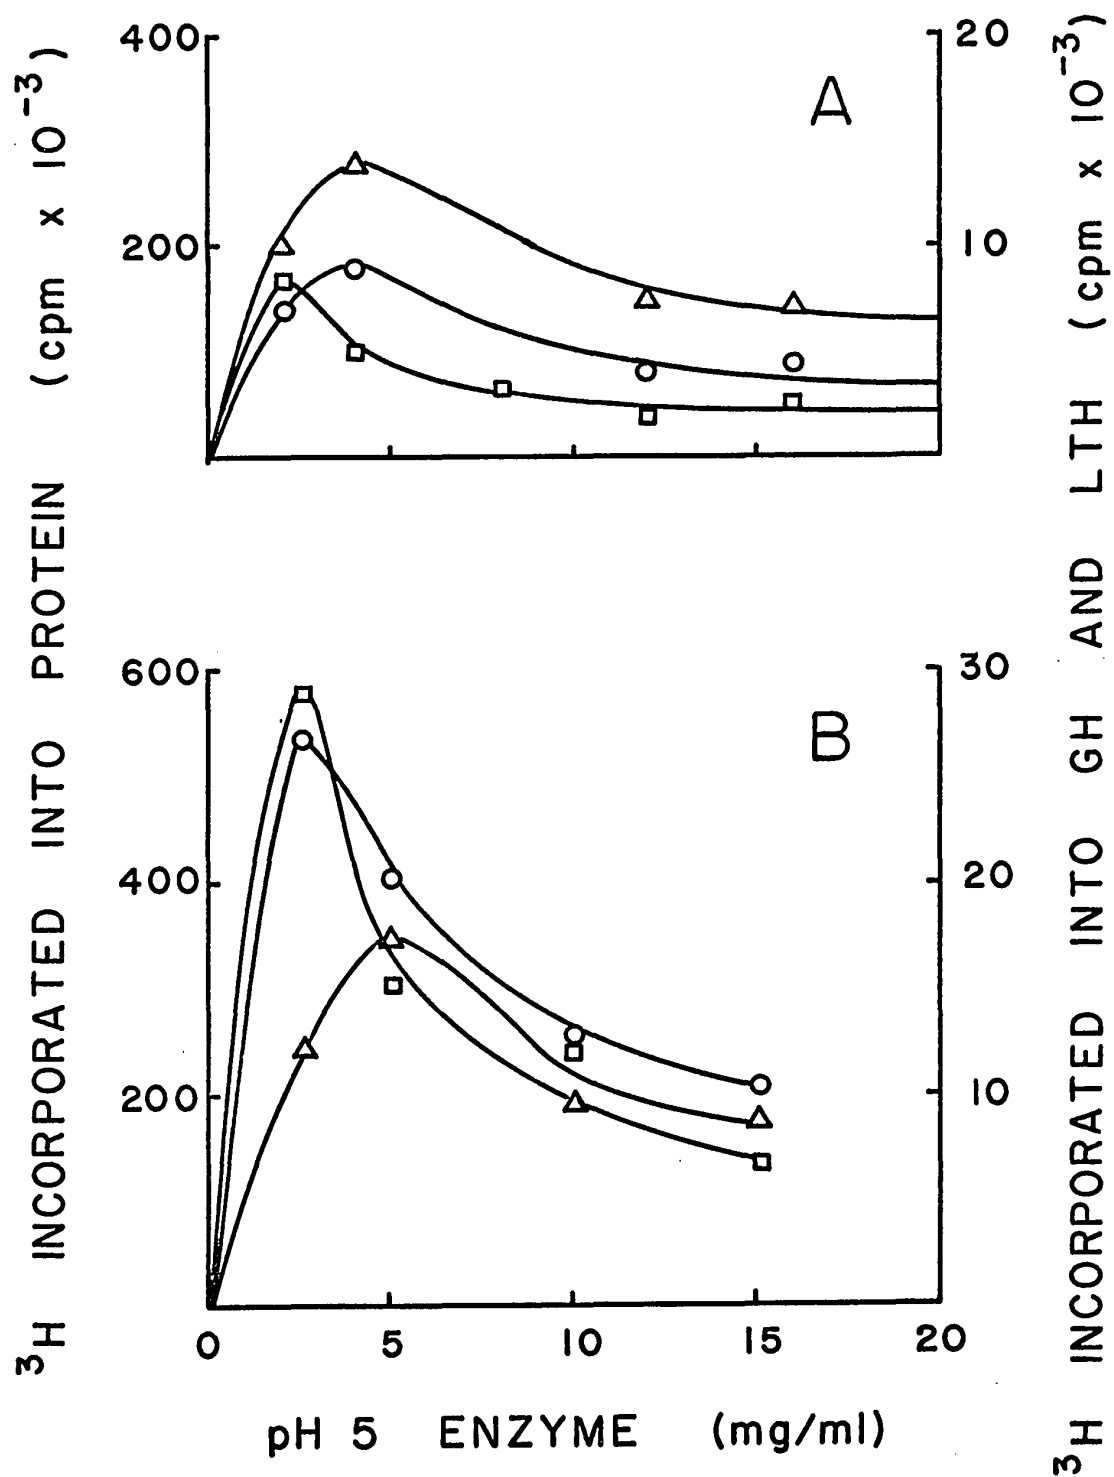 ³H INCORPORATED INTO PROTEIN (cpm x 10⁻³)
400
200
A
20
10
600
400
200
B
30
20
10
0 5 10 15 20
pH 5 ENZYME (mg/ml)
³H INCORPORATED INTO GH AND LTH (cpm x 10⁻³)